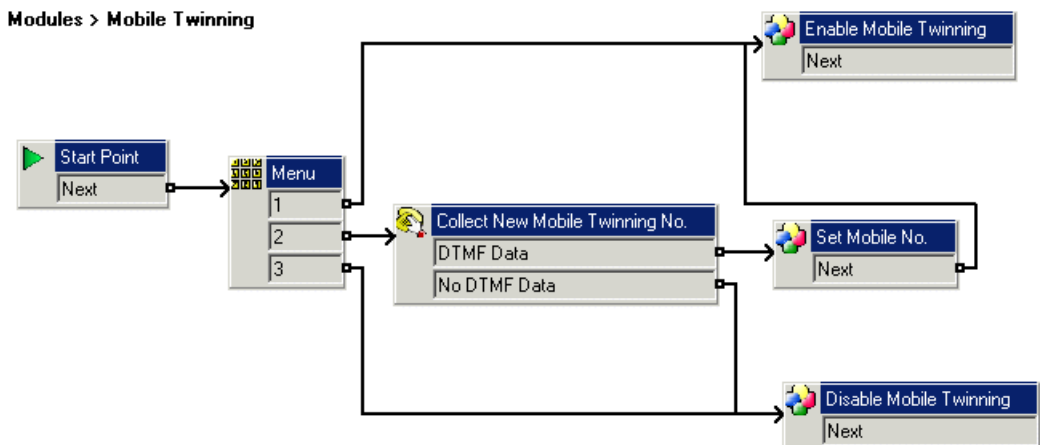 Modules > Mobile Twinning
Enable Mobile Twinning
Next
Start Point
Next
Menu
1
2
3
Collect New Mobile Twinning No.
DTMF Data
No DTMF Data
Set Mobile No.
Next
Disable Mobile Twinning
Next